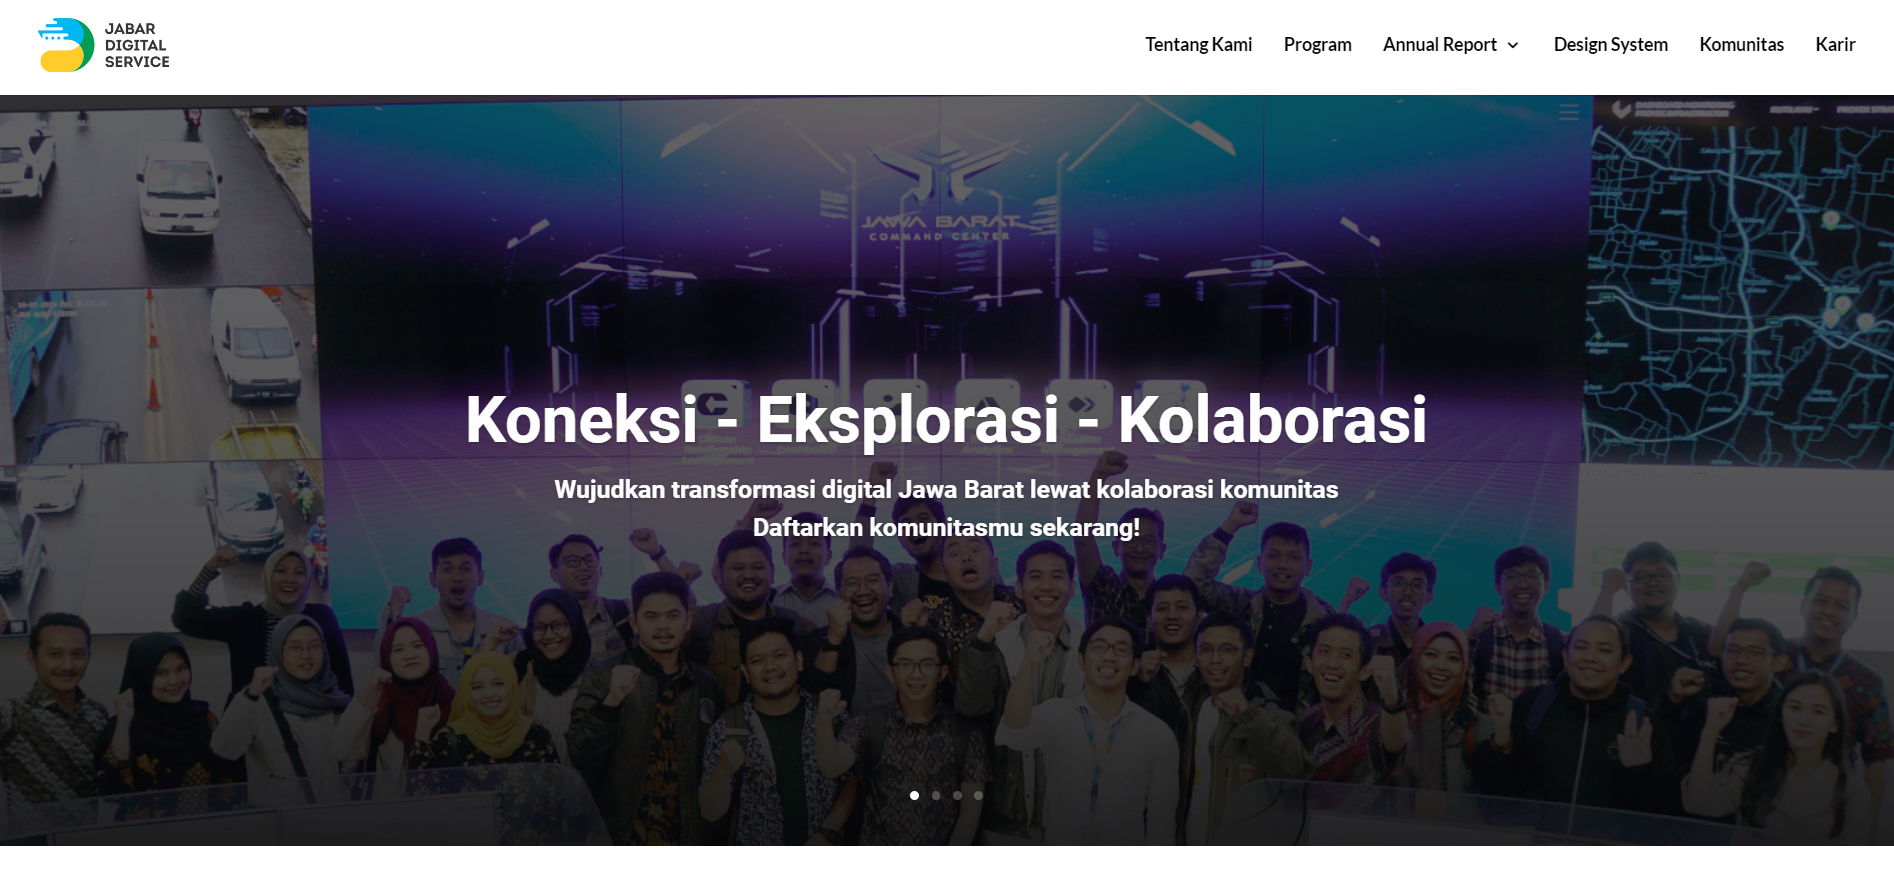 JABAR
DIGITAL
SERVICE
Tentang Kami
Program
Annual Report
Design System
Komunitas
Karir
JAWA BARAT
COMMAND CENTER
Koneksi - Eksplorasi - Kolaborasi
Wujudkan transformasi digital Jawa Barat lewat kolaborasi komunitas
Daftarkan komunitasmu sekarang!